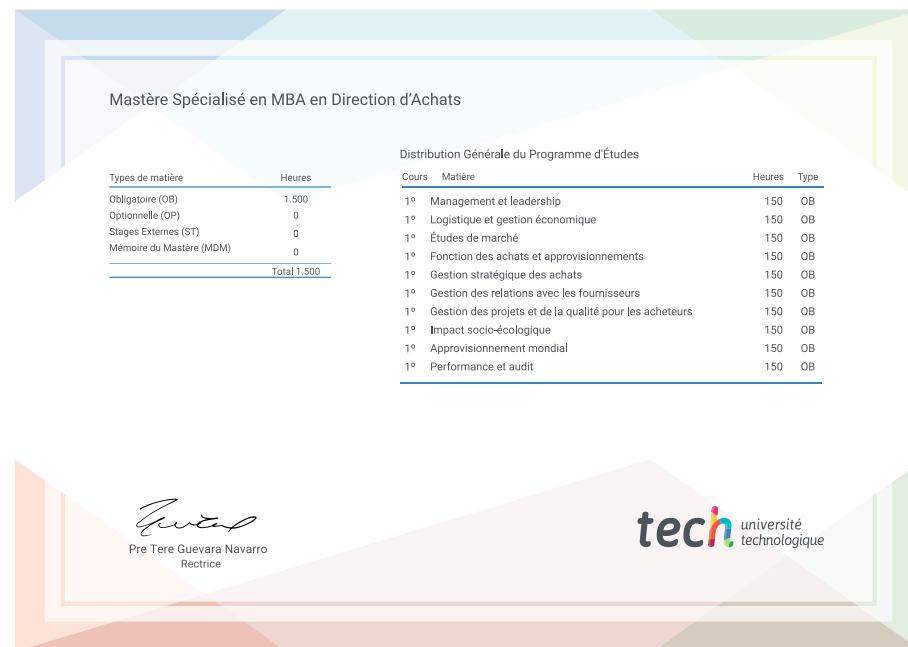 Mastère Spécialisé en MBA en Direction d'Achats
Types de matière Heures
Obligatoire (OB) 1.500
Optionnelle (OP) 0
Stages Externes (ST) 0
Mémoire du Mastère (MDM) 0
Total 1.500
Distribution Générale du Programme d'Études
Cours Matière Heures Type
1º Management et leadership 150 OB
1º Logistique et gestion économique 150 OB
1º Études de marché 150 OB
1º Fonction des achats et approvisionnements 150 OB
1º Gestion stratégique des achats 150 OB
1º Gestion des relations avec les fournisseurs 150 OB
1º Gestion des projets et de la qualité pour les acheteurs 150 OB
1º Impact socio-écologique 150 OB
1º Approvisionnement mondial 150 OB
1º Performance et audit 150 OB
Pre Tere Guevara Navarro
Rectrice
tech université
technologique